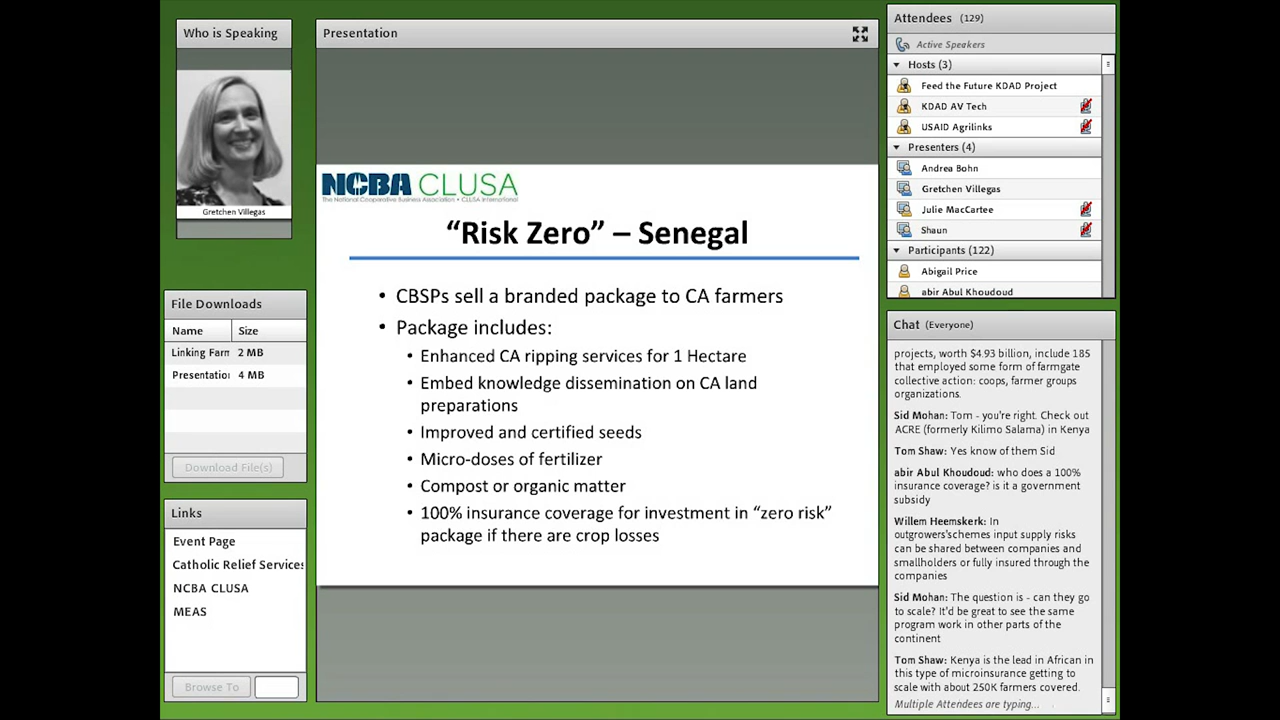 Who is Speaking
Gretchen Villegas
File Downloads
Name Size
Linking Farm 2 MB
Presentatio 4 MB
Download File(s)
Links
Event Page
Catholic Relief Services
NCBA CLUSA
MEAS
Browse To
Presentation
NCBA CLUSA
The National Cooperative Business Association • CLUSA International
“Risk Zero” – Senegal
• CBSPs sell a branded package to CA farmers
• Package includes:
• Enhanced CA ripping services for 1 Hectare
• Embed knowledge dissemination on CA land
preparations
• Improved and certified seeds
• Micro-doses of fertilizer
• Compost or organic matter
• 100% insurance coverage for investment in “zero risk”
package if there are crop losses
Attendees (129)
Active Speakers
Hosts (3)
Feed the Future KDAD Project
KDAD AV Tech
USAID Agrilinks
Presenters (4)
Andrea Bohn
Gretchen Villegas
Julie MacCartee
Shaun
Participants (122)
Abigail Price
abir Abul Khoudoud
Chat (Everyone)
projects, worth $4.93 billion, include 185
that employed some form of farmgate
collective action: coops, farmer groups
organizations.
Sid Mohan: Tom - you're right. Check out
ACRE (formerly Kilimo Salama) in Kenya
Tom Shaw: Yes know of them Sid
abir Abul Khoudoud: who does a 100%
insurance coverage? is it a government
subsidy
Willem Heemskerk: In
outgrowers'schemes input supply risks
can be shared between companies and
smallholders or fully insured through the
companies
Sid Mohan: The question is - can they go
to scale? It'd be great to see the same
program work in other parts of the
continent
Tom Shaw: Kenya is the lead in African in
this type of microinsurance getting to
scale with about 250K farmers covered.
Multiple Attendees are typing...